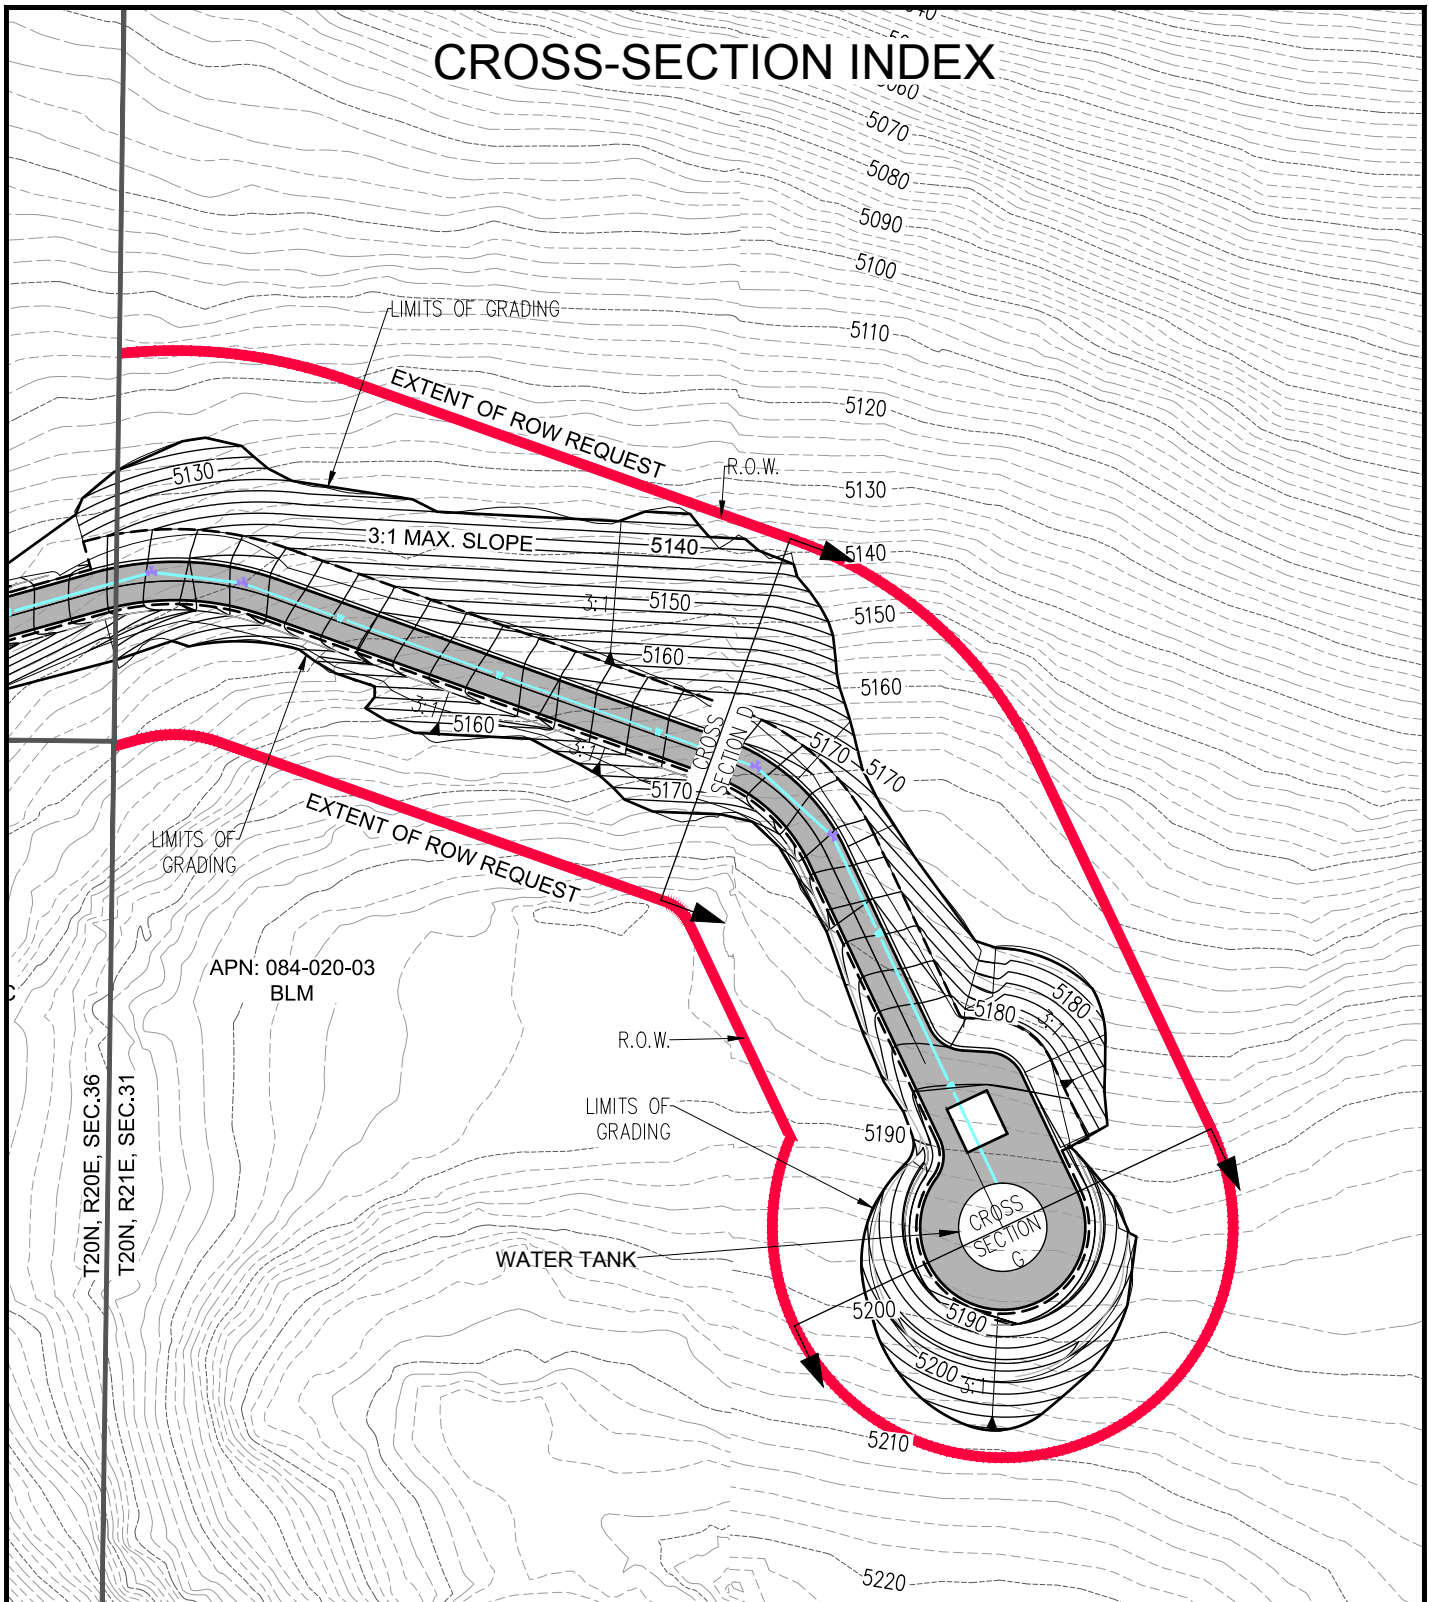 CROSS-SECTION INDEX
5060
5070
5080
5090
5100
5110
5120
5130
5140
5150
5160
LIMITS OF GRADING
EXTENT OF ROW REQUEST
R.O.W.
5130
3:1 MAX. SLOPE
5140
3:1
5150
5160
3:1
5160
3:1
5170
CROSS
SECTION D
5170
5170
LIMITS OF
GRADING
EXTENT OF ROW REQUEST
APN: 084-020-03
BLM
C
R.O.W.
5180
5180
3:1
LIMITS OF
GRADING
5190
T20N, R20E, SEC.36
T20N, R21E, SEC.31
WATER TANK
CROSS
SECTION
G
5200
5190
5200
3:1
5210
5220